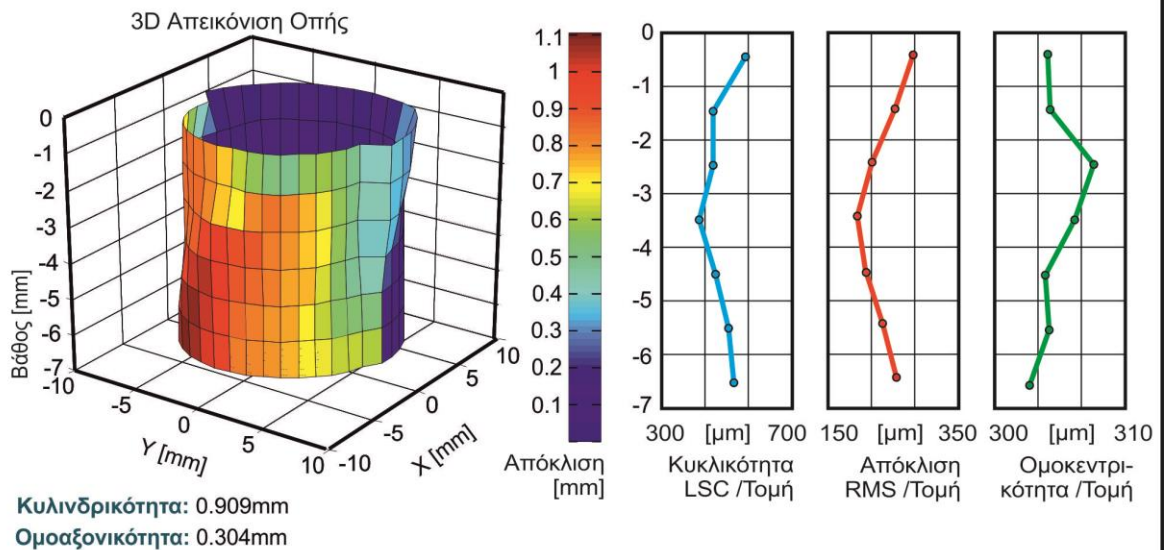 3D Απεικόνιση Οπής
0
-1
-2
-3
-4
-5
-6
-7
Βάθος [mm]
-10
-5
0
5
10
Y [mm]
-10
-5
0
5
10
X [mm]
1.1
1
0.9
0.8
0.7
0.6
0.5
0.4
0.3
0.2
0.1
Απόκλιση
[mm]
0
-1
-2
-3
-4
-5
-6
-7
300 [μm] 700
Κυκλικότητα
LSC /Τομή
150 [μm] 350
Απόκλιση
RMS /Τομή
300 [μm] 310
Ομοκεντρι-
κότητα /Τομή
Κυλινδρικότητα: 0.909mm
Ομοαξονικότητα: 0.304mm